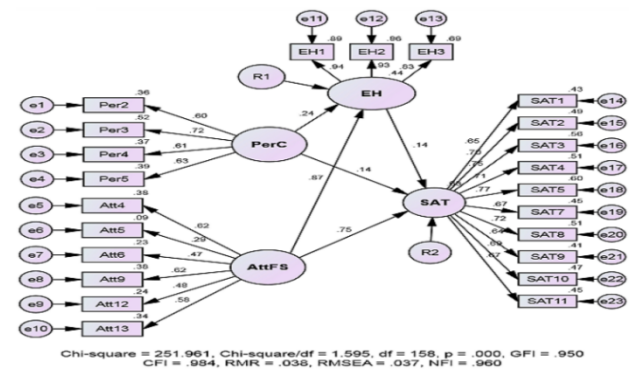 e11 e12 e13
.89 .86 .69
EH1 EH2 EH3
.94 .93 .83
R1 .44
EH
e1 Per2 .36
.60
e2 Per3 .52
.72
e3 Per4 .37
.61
e4 Per5 .39
.63
PerC
.24
.14
.14
e5 Att4 .38
.62
e6 Att5 .09
.29
e7 Att6 .23
.47
e8 Att9
.62
e9 Att12 .24
.48
e10 Att13 .34
.58
AttFS
.75
SAT
R2
SAT1 .43 e14
.65
SAT2 .49 e15
SAT3 .56 e16
SAT4 .51 e17
.71
SAT5 .60 e18
.77
SAT7 .45 e19
.67
SAT8 .51 e20
.72
SAT9 .41 e21
.64
SAT10 .47 e22
SAT11 .45 e23
.67
Chi-square = 251.961, Chi-square/df = 1.595, df = 158, p = .000, GFI = .950
CFI = .984, RMR = .038, RMSEA = .037, NFI = .960